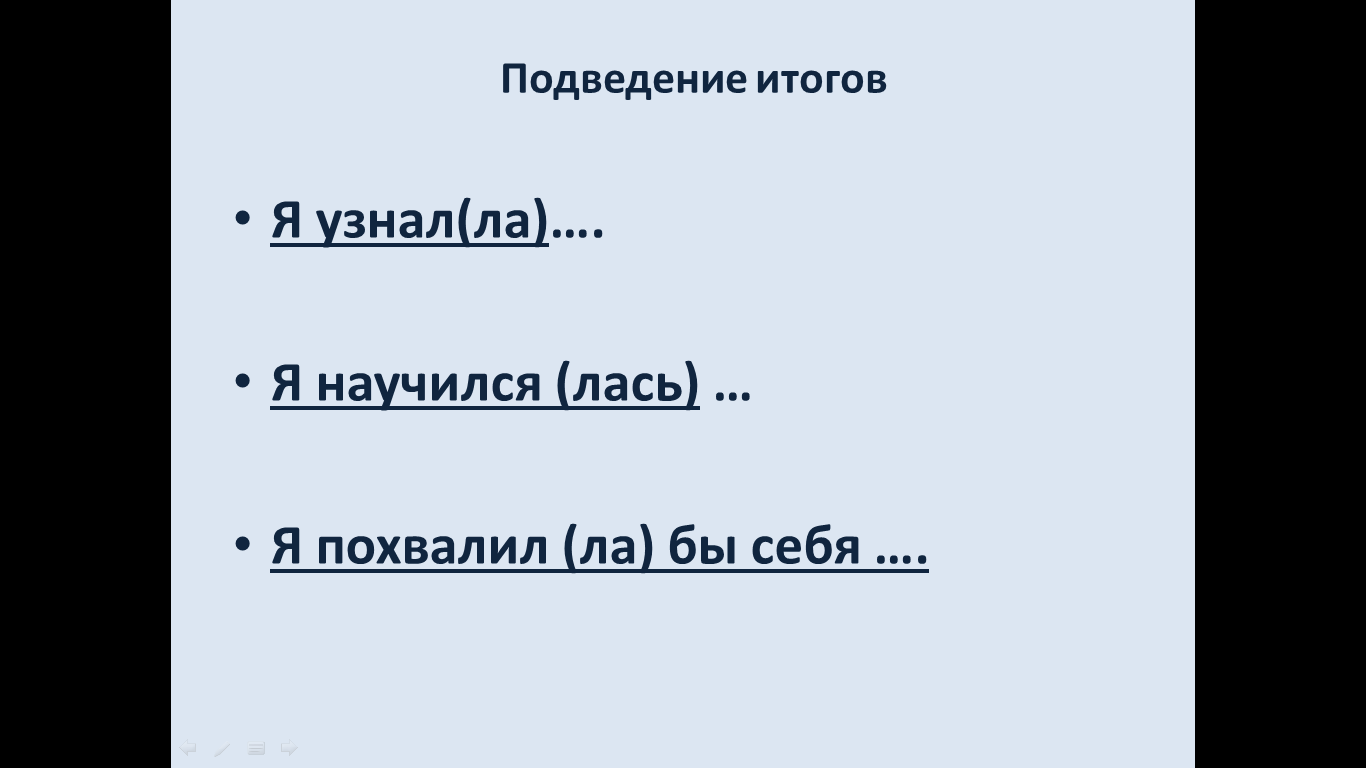 Подведение итогов
• Я узнал(ла)….
• Я научился (лась) …
• Я похвалил (ла) бы себя ….